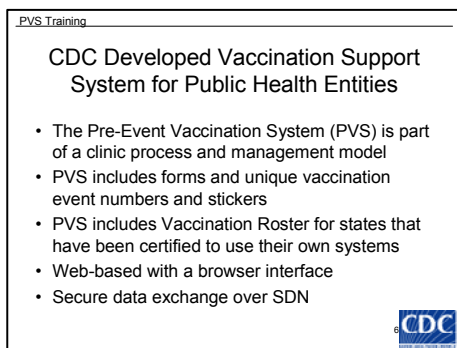 PVS Training
CDC Developed Vaccination Support
System for Public Health Entities
• The Pre-Event Vaccination System (PVS) is part
of a clinic process and management model
• PVS includes forms and unique vaccination
event numbers and stickers
• PVS includes Vaccination Roster for states that
have been certified to use their own systems
• Web-based with a browser interface
• Secure data exchange over SDN
6
CDC